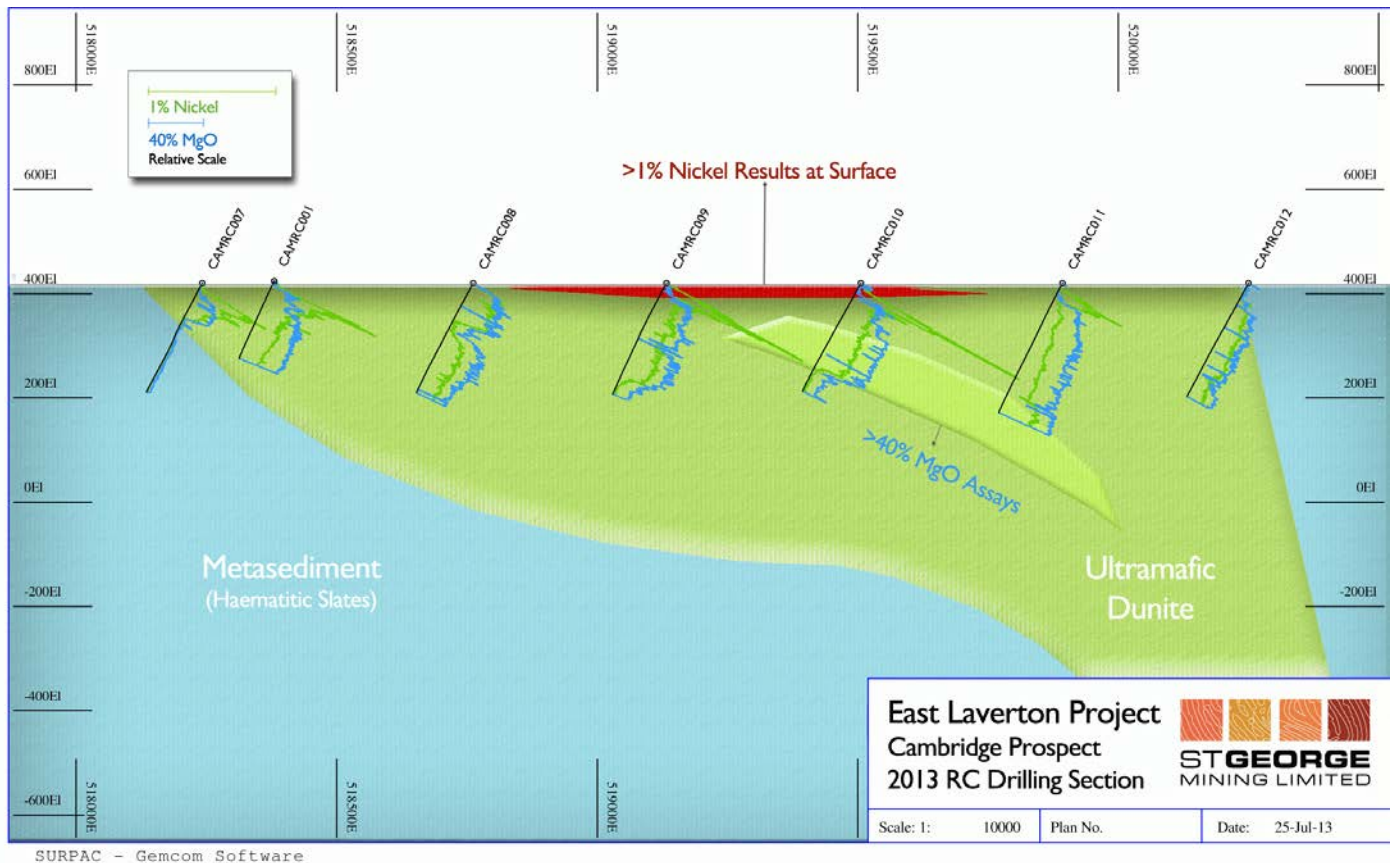 518000E
518500E
519000E
519500E
520000E
800El
800El
1% Nickel
40% MgO
Relative Scale
>1% Nickel Results at Surface
600El
600El
CAMRC007
CAMRC001
CAMRC008
CAMRC009
CAMRC010
CAMRC011
CAMRC012
400El
400El
200El
200El
>40% MgO Assays
0El
0El
Metasediment
(Haematitic Slates)
Ultramafic
Dunite
-200El
-200El
-400El
-600El
518000E
518500E
519000E
East Laverton Project
Cambridge Prospect
2013 RC Drilling Section
ST GEORGE
MINING LIMITED
Scale: 1: 10000
Plan No.
Date: 25-Jul-13
SURPAC - Gemcom Software